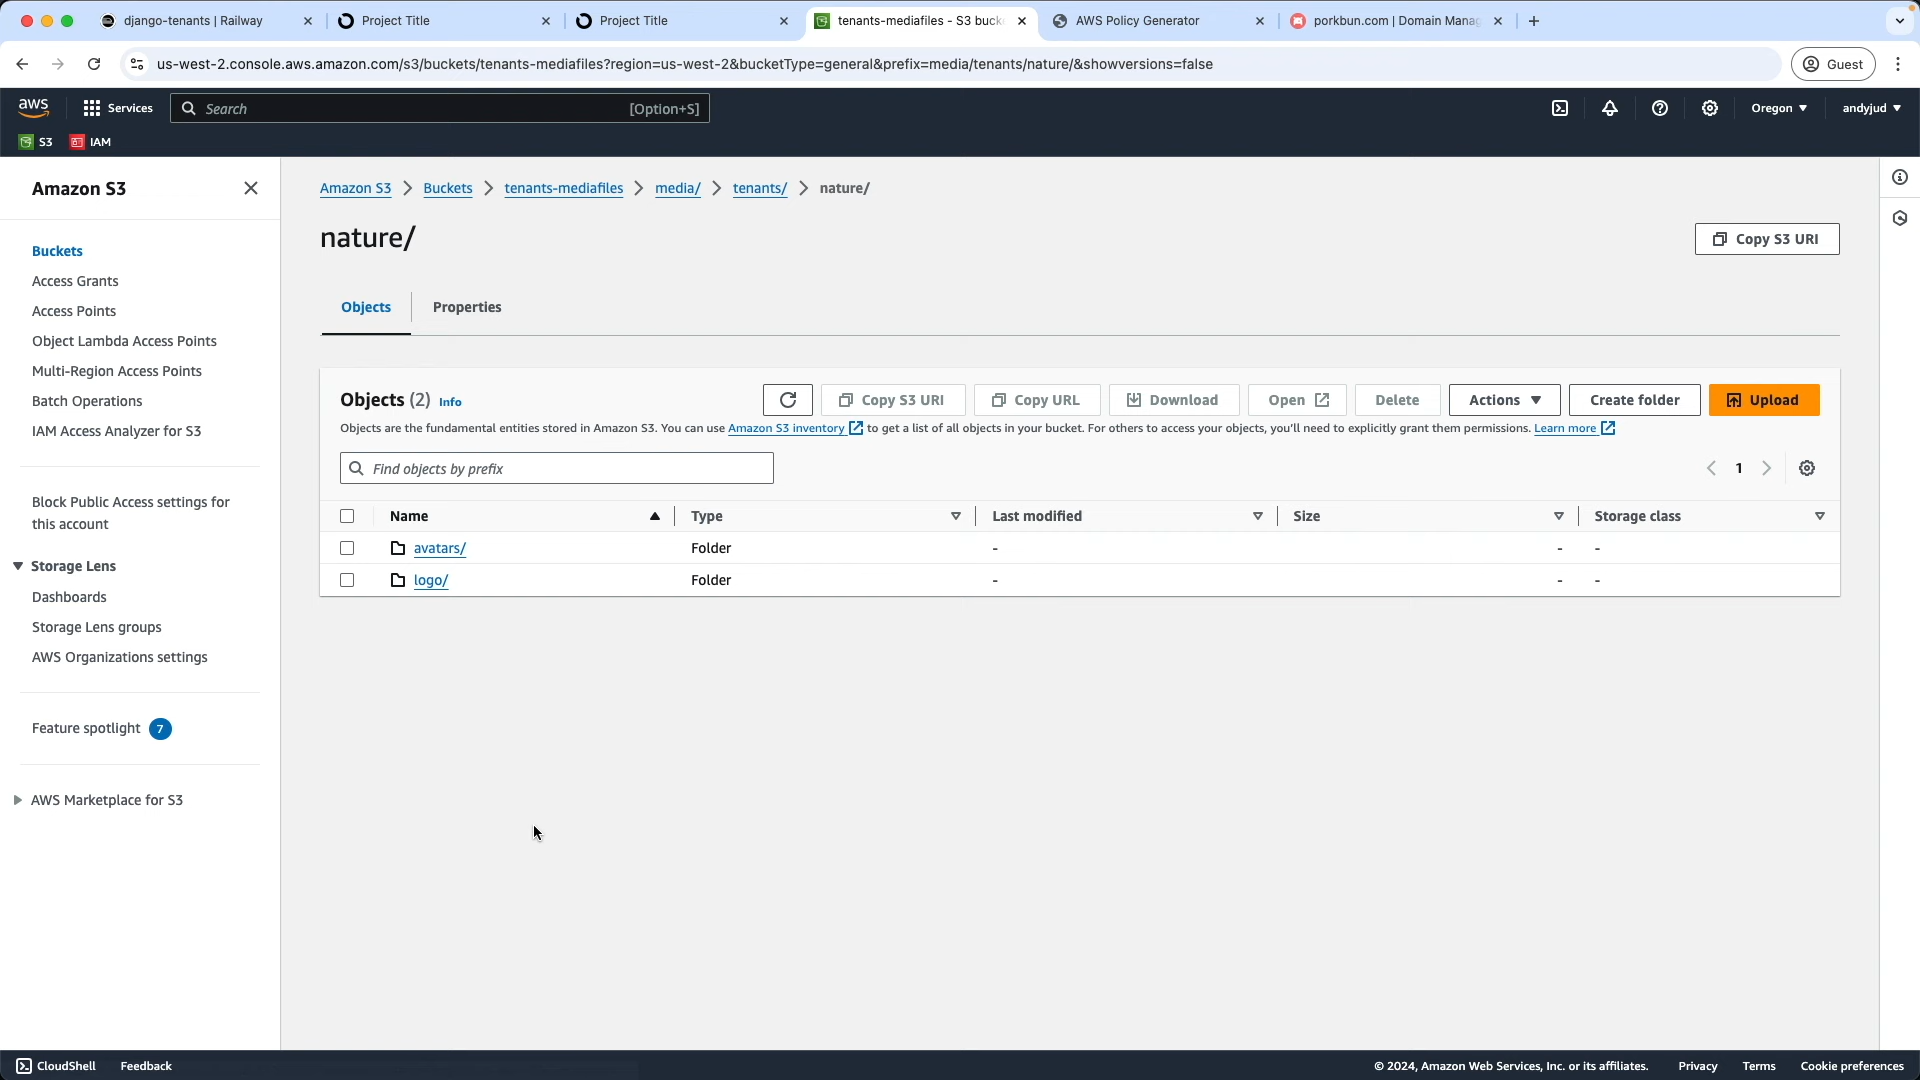 django-tenants | Railway
Project Title
Project Title
tenants-mediafiles - S3 buck
AWS Policy Generator
porkbun.com | Domain Manag
us-west-2.console.aws.amazon.com/s3/buckets/tenants-mediafiles?region=us-west-2&bucketType=general&prefix=media/tenants/nature/&showversions=false
Guest
aws
Services
Search
[Option+S]
Oregon
andyjud
S3
IAM
Amazon S3
Buckets
Access Grants
Access Points
Object Lambda Access Points
Multi-Region Access Points
Batch Operations
IAM Access Analyzer for S3
Block Public Access settings for
this account
Storage Lens
Dashboards
Storage Lens groups
AWS Organizations settings
Feature spotlight 7
AWS Marketplace for S3
Amazon S3 > Buckets > tenants-mediafiles > media/ > tenants/ > nature/
nature/
Copy S3 URI
Objects
Properties
Objects (2) Info
Copy S3 URI
Copy URL
Download
Open
Delete
Actions
Create folder
Upload
Objects are the fundamental entities stored in Amazon S3. You can use Amazon S3 inventory to get a list of all objects in your bucket. For others to access your objects, you'll need to explicitly grant them permissions. Learn more
Find objects by prefix
1
Name Type Last modified Size Storage class
avatars/ Folder - - -
logo/ Folder - - -
CloudShell
Feedback
© 2024, Amazon Web Services, Inc. or its affiliates.
Privacy
Terms
Cookie preferences